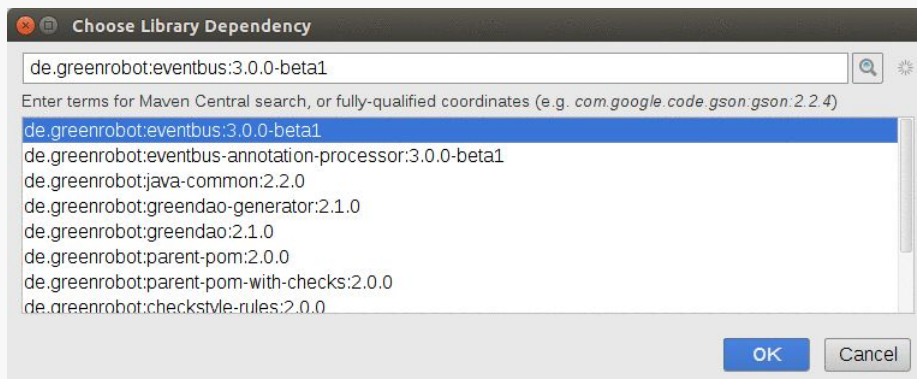 Choose Library Dependency
de.greenrobot:eventbus:3.0.0-beta1
Enter terms for Maven Central search, or fully-qualified coordinates (e.g. com.google.code.gson:gson:2.2.4)
de.greenrobot:eventbus:3.0.0-beta1
de.greenrobot:eventbus-annotation-processor:3.0.0-beta1
de.greenrobot:java-common:2.2.0
de.greenrobot:greendao-generator:2.1.0
de.greenrobot:greendao:2.1.0
de.greenrobot:parent-pom:2.0.0
de.greenrobot:parent-pom-with-checks:2.0.0
de.greenrobot:checkstyle-rules:2.0.0
OK Cancel